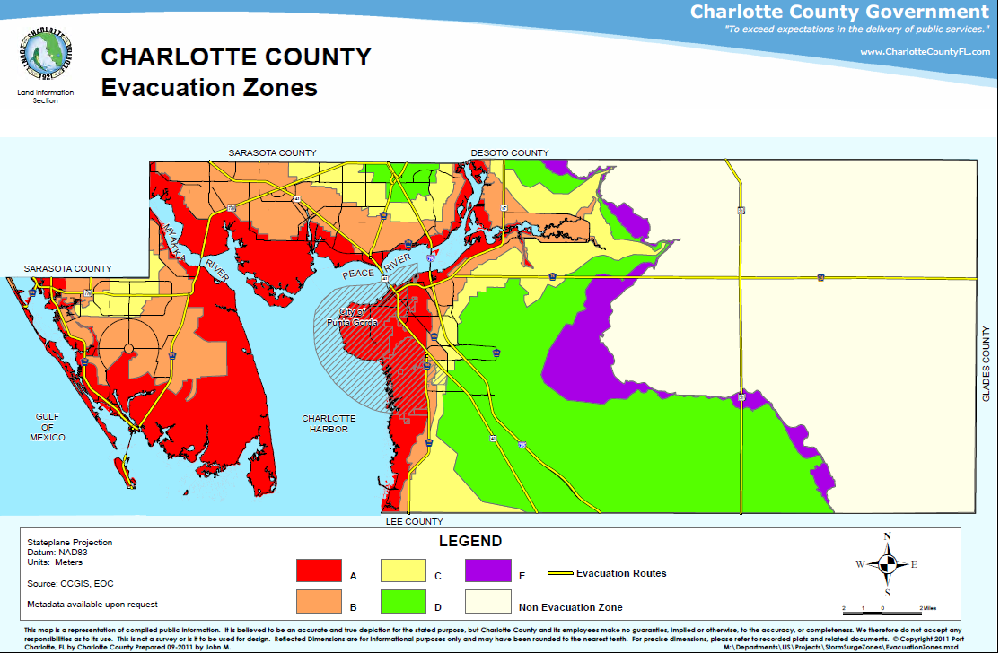 Charlotte County Government
"To exceed expectations in the delivery of public services."
www.CharlotteCountyFL.com
CHARLOTTE COUNTY
Evacuation Zones
Land Information
Section
SARASOTA COUNTY
DESOTO COUNTY
SARASOTA COUNTY
MYAKKA
RIVER
PEACE RIVER
City of
Punta Gorda
GULF
OF
MEXICO
CHARLOTTE
HARBOR
GLADES COUNTY
LEE COUNTY
LEGEND
Stateplane Projection
Datum: NAD83
Units: Meters
Source: CCGIS, EOC
Metadata available upon request
A
B
C
D
E
Evacuation Routes
Non Evacuation Zone
N
W
E
S
2 1 0 2 Miles
This map is a representation of compiled public information. It is believed to be an accurate and true depiction for the stated purpose, but Charlotte County and its employees make no guaranties, implied or otherwise, to the accuracy, or completeness. We therefore do not accept any
responsibilities as to its use. This is not a survey or is it to be used for design. Reflected Dimensions are for Informational purposes only and may have been rounded to the nearest tenth. For precise dimensions, please refer to recorded plats and related documents. © Copyright 2011 Port
Charlotte, FL by Charlotte County Prepared 09-2011 by John M.
M:\Departments\LIS\Projects\StormSurgeZones\EvacuationZones.mxd